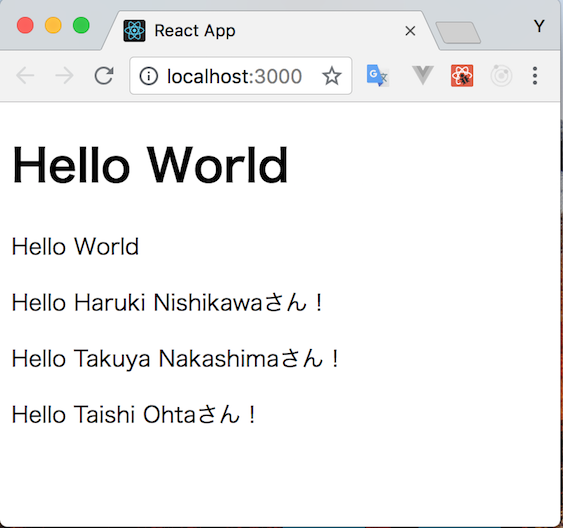 React App
Y
localhost:3000
Hello World
Hello World
Hello Haruki Nishikawaさん！
Hello Takuya Nakashimaさん！
Hello Taishi Ohtaさん！